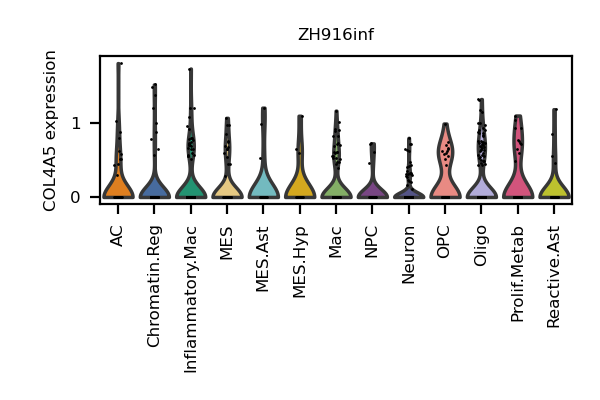 ZH916inf
COL4A5 expression
1
0
AC
Chromatin.Reg
Inflammatory.Mac
MES
MES.Ast
MES.Hyp
Mac
NPC
Neuron
OPC
Oligo
Prolif.Metab
Reactive.Ast